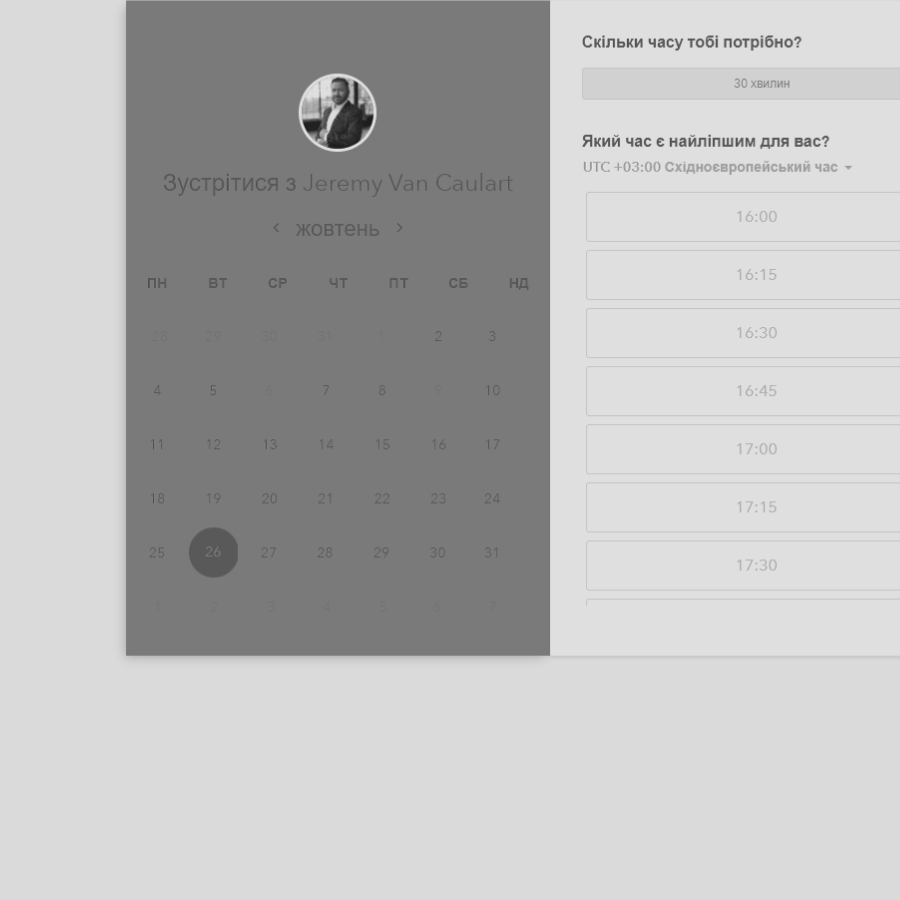 Зустрітися з Jeremy Van Caulart
жовтень
ПН ВТ СР ЧТ ПТ СБ НД
28 29 30 31 1 2 3
4 5 6 7 8 9 10
11 12 13 14 15 16 17
18 19 20 21 22 23 24
25 26 27 28 29 30 31
1 2 3 4 5 6 7
Скільки часу тобі потрібно?
30 хвилин
Який час є найліпшим для вас?
UTC +03:00 Східноєвропейський час
16:00
16:15
16:30
16:45
17:00
17:15
17:30